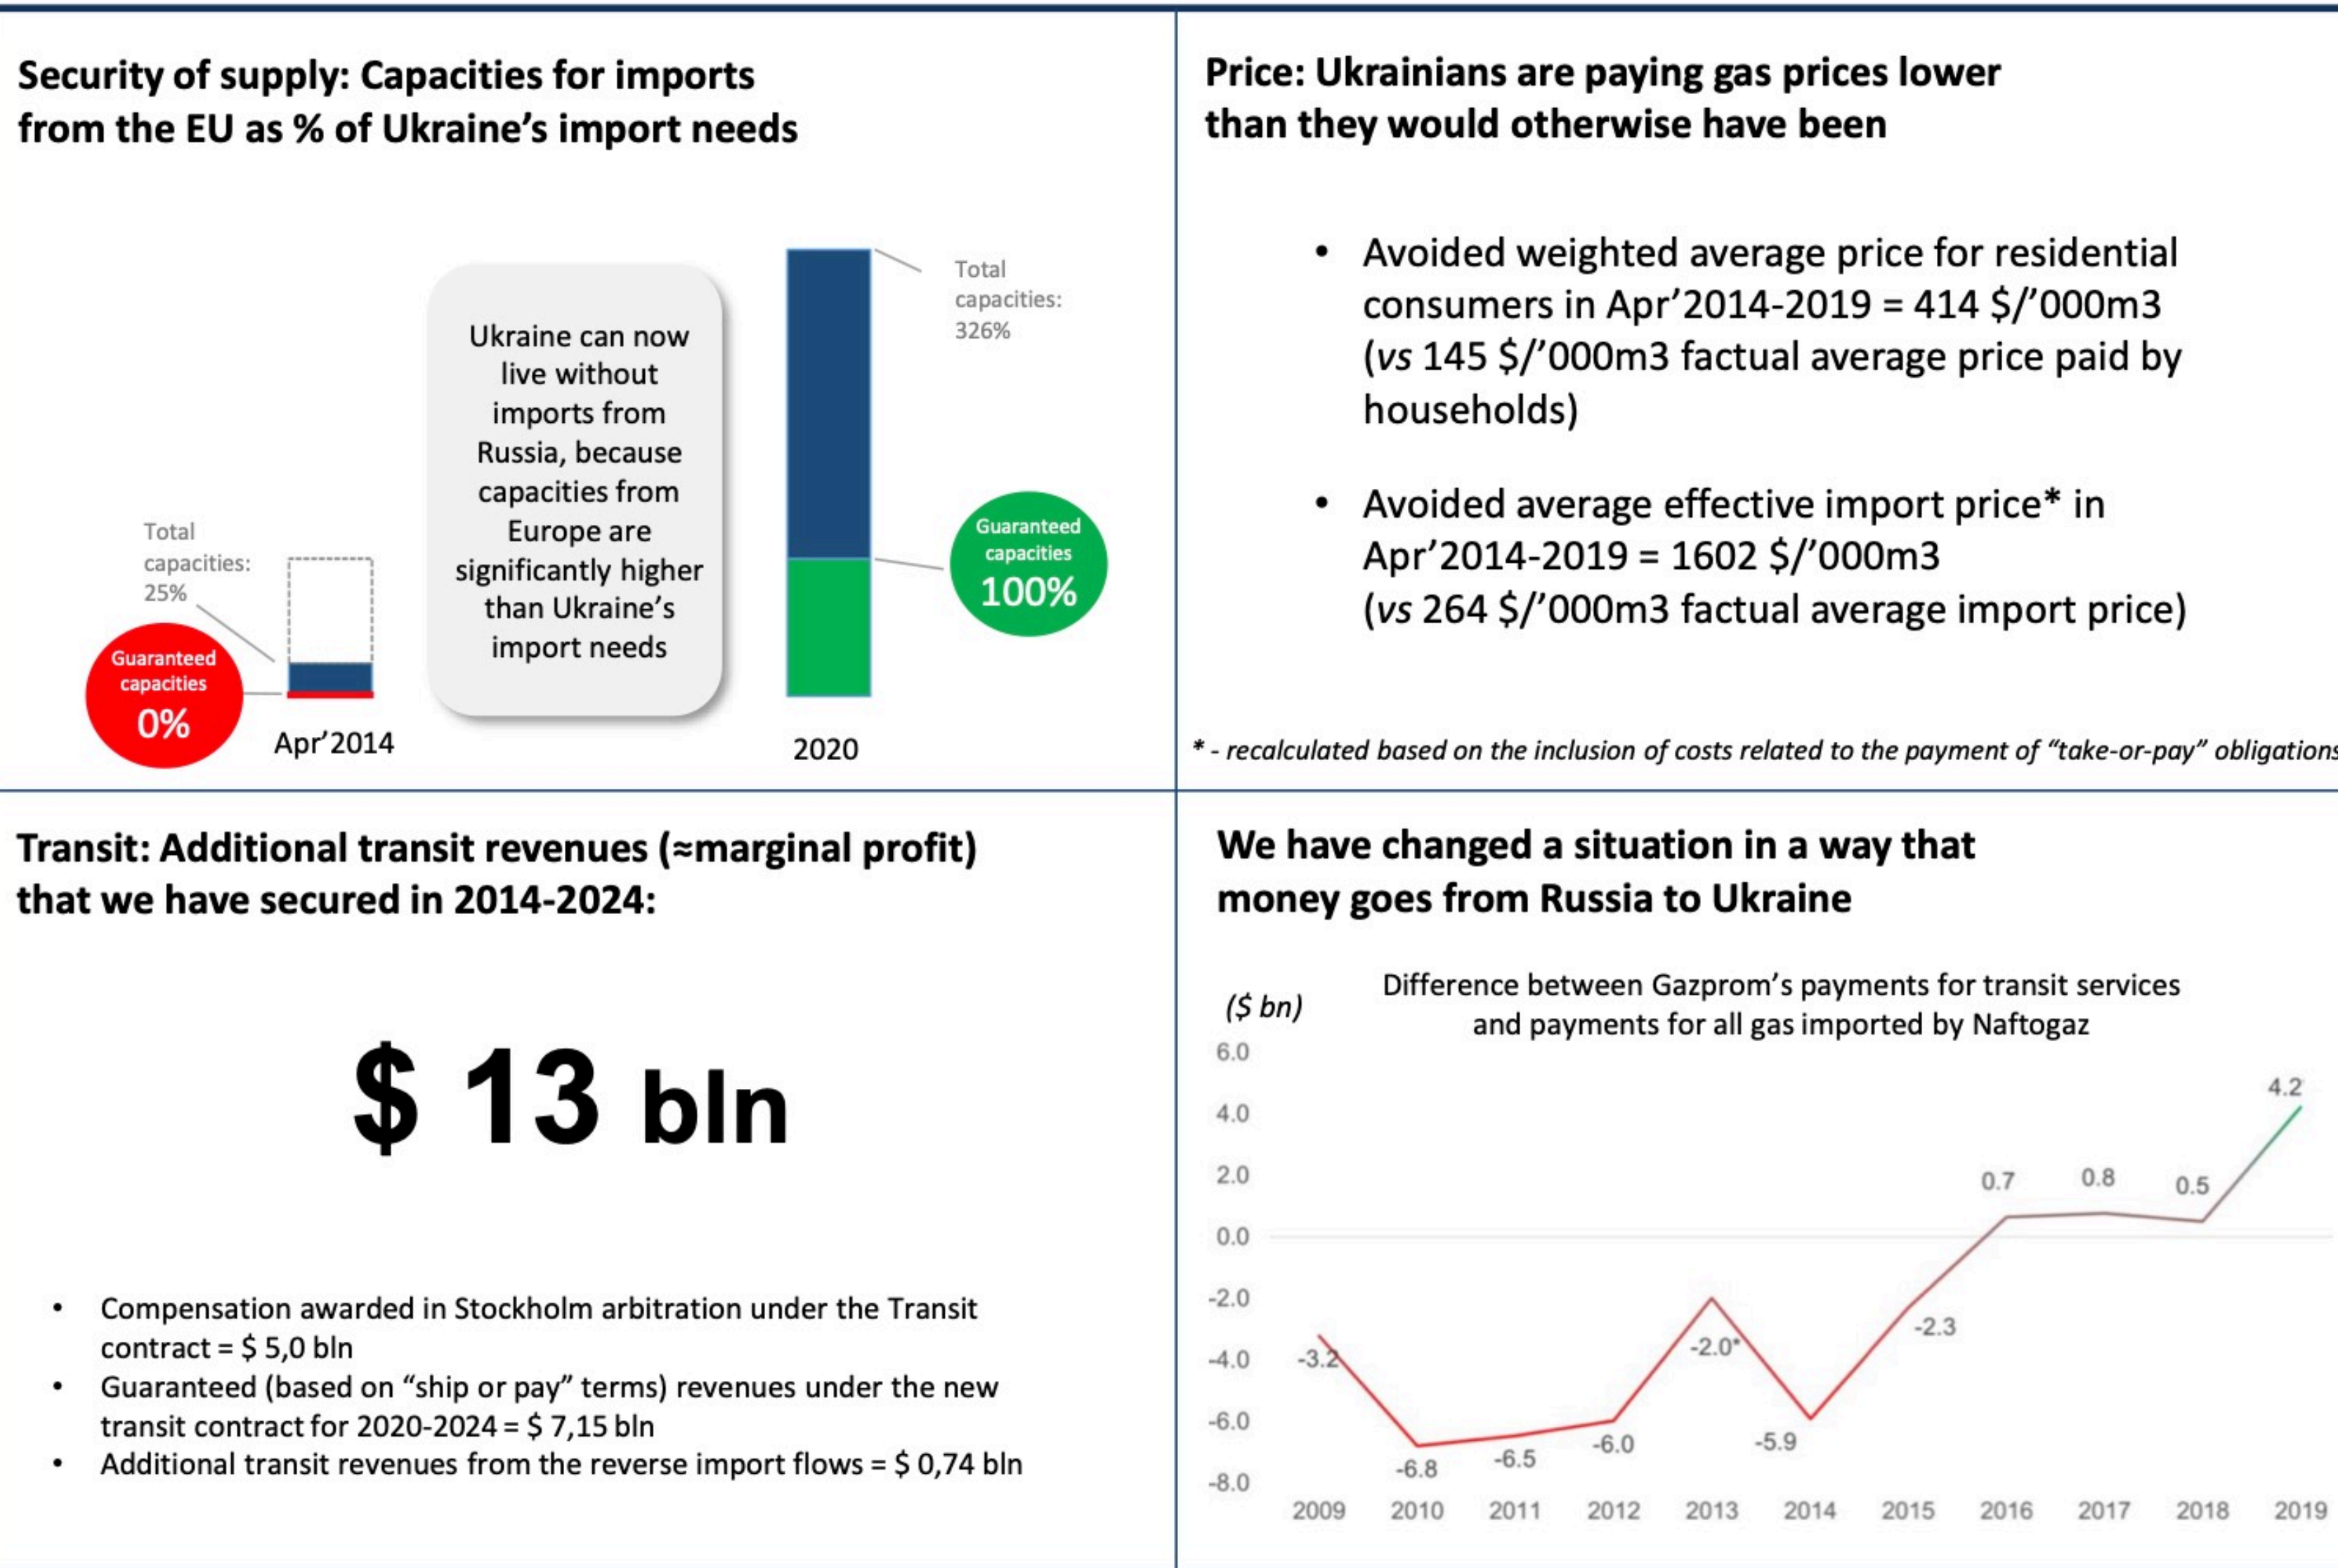 Security of supply: Capacities for imports
from the EU as % of Ukraine’s import needs
Total
capacities:
25%
Guaranteed
capacities
0%
Apr’2014
Ukraine can now
live without
imports from
Russia, because
capacities from
Europe are
significantly higher
than Ukraine’s
import needs
Total
capacities:
326%
Guaranteed
capacities
100%
2020
Price: Ukrainians are paying gas prices lower
than they would otherwise have been
• Avoided weighted average price for residential
consumers in Apr’2014-2019 = 414 $/’000m3
(vs 145 $/’000m3 factual average price paid by
households)
• Avoided average effective import price* in
Apr’2014-2019 = 1602 $/’000m3
(vs 264 $/’000m3 factual average import price)
* - recalculated based on the inclusion of costs related to the payment of “take-or-pay” obligations
Transit: Additional transit revenues (≈marginal profit)
that we have secured in 2014-2024:
$ 13 bln
• Compensation awarded in Stockholm arbitration under the Transit
contract = $ 5,0 bln
• Guaranteed (based on “ship or pay” terms) revenues under the new
transit contract for 2020-2024 = $ 7,15 bln
• Additional transit revenues from the reverse import flows = $ 0,74 bln
We have changed a situation in a way that
money goes from Russia to Ukraine
($ bn)
Difference between Gazprom’s payments for transit services
and payments for all gas imported by Naftogaz
6.0
4.0
2.0
0.0
-2.0
-4.0
-6.0
-8.0
-3.2
-6.8
-6.5
-6.0
-2.0*
-5.9
-2.3
0.7
0.8
0.5
4.2
2009 2010 2011 2012 2013 2014 2015 2016 2017 2018 2019